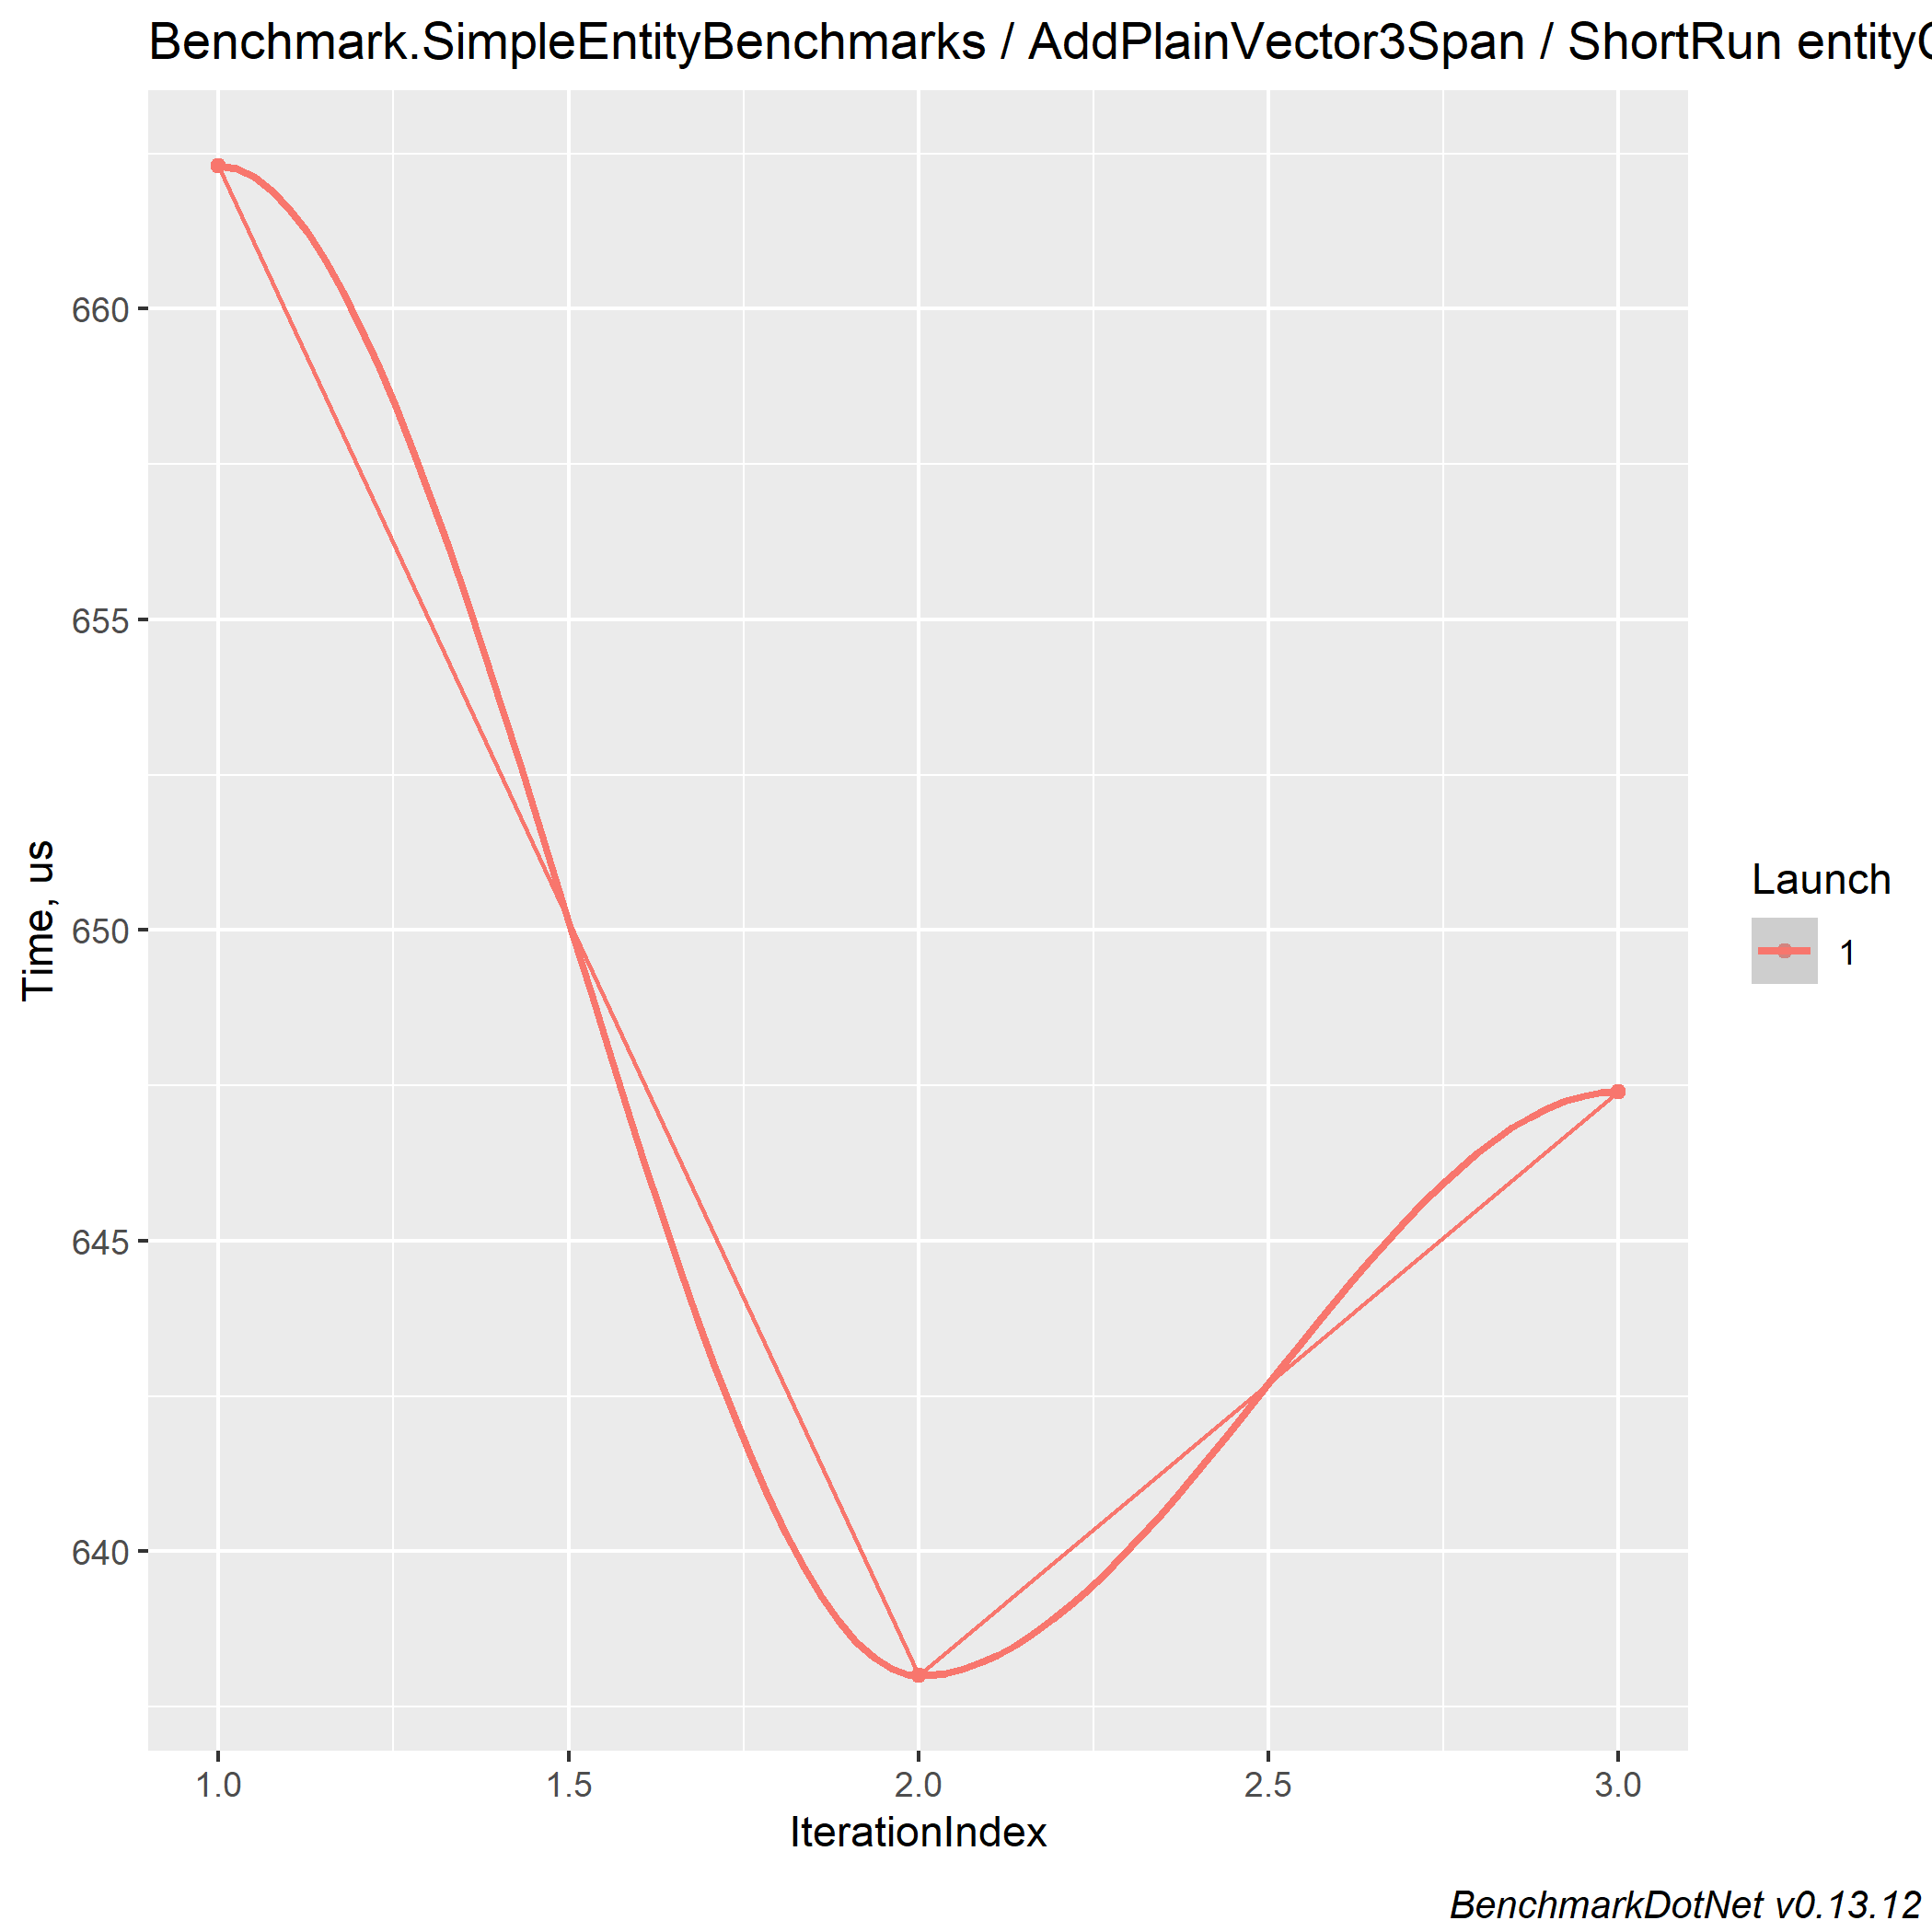 Benchmark.SimpleEntityBenchmarks / AddPlainVector3Span / ShortRun
660
655
650
645
640
Time, us
1.0 1.5 2.0 2.5 3.0
IterationIndex
Launch
1
BenchmarkDotNet v0.13.12